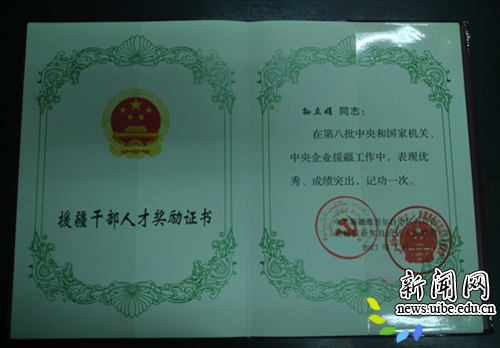 援疆干部人才奖励证书
同志：
在第八批中央和国家机关、
中央企业援疆工作中，表现优
秀、成绩突出，记功一次。
新闻网
news.uibe.edu.cn